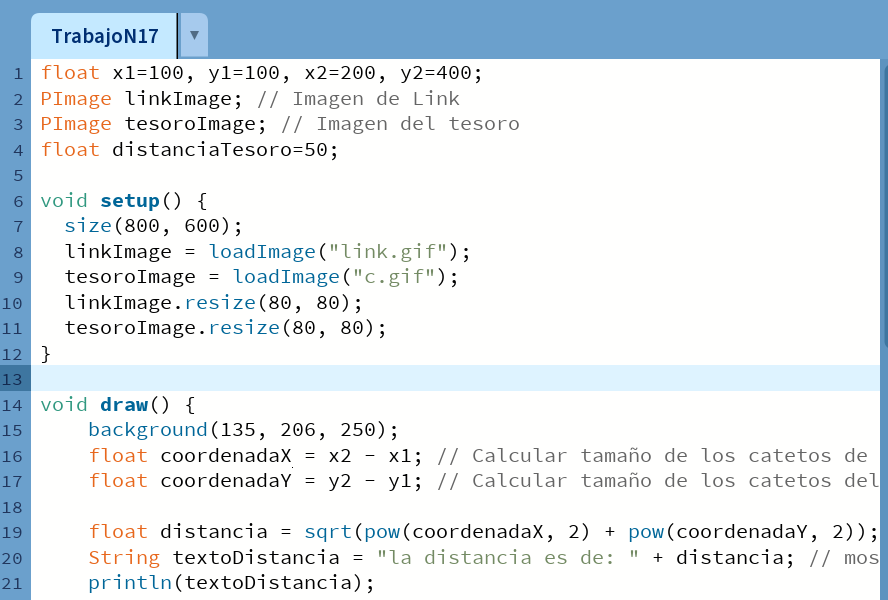 TrabajoN17 ▼
1 float x1=100, y1=100, x2=200, y2=400;
2 PImage linkImage; // Imagen de Link
3 PImage tesoroImage; // Imagen del tesoro
4 float distanciaTesoro=50;
5
6 void setup() {
7   size(800, 600);
8   linkImage = loadImage("link.gif");
9   tesoroImage = loadImage("c.gif");
10   linkImage.resize(80, 80);
11   tesoroImage.resize(80, 80);
12 }
13
14 void draw() {
15     background(135, 206, 250);
16     float coordenadaX = x2 - x1; // Calcular tamaño de los catetos de
17     float coordenadaY = y2 - y1; // Calcular tamaño de los catetos del
18
19     float distancia = sqrt(pow(coordenadaX, 2) + pow(coordenadaY, 2));
20     String textoDistancia = "la distancia es de: " + distancia; // mos
21     println(textoDistancia);